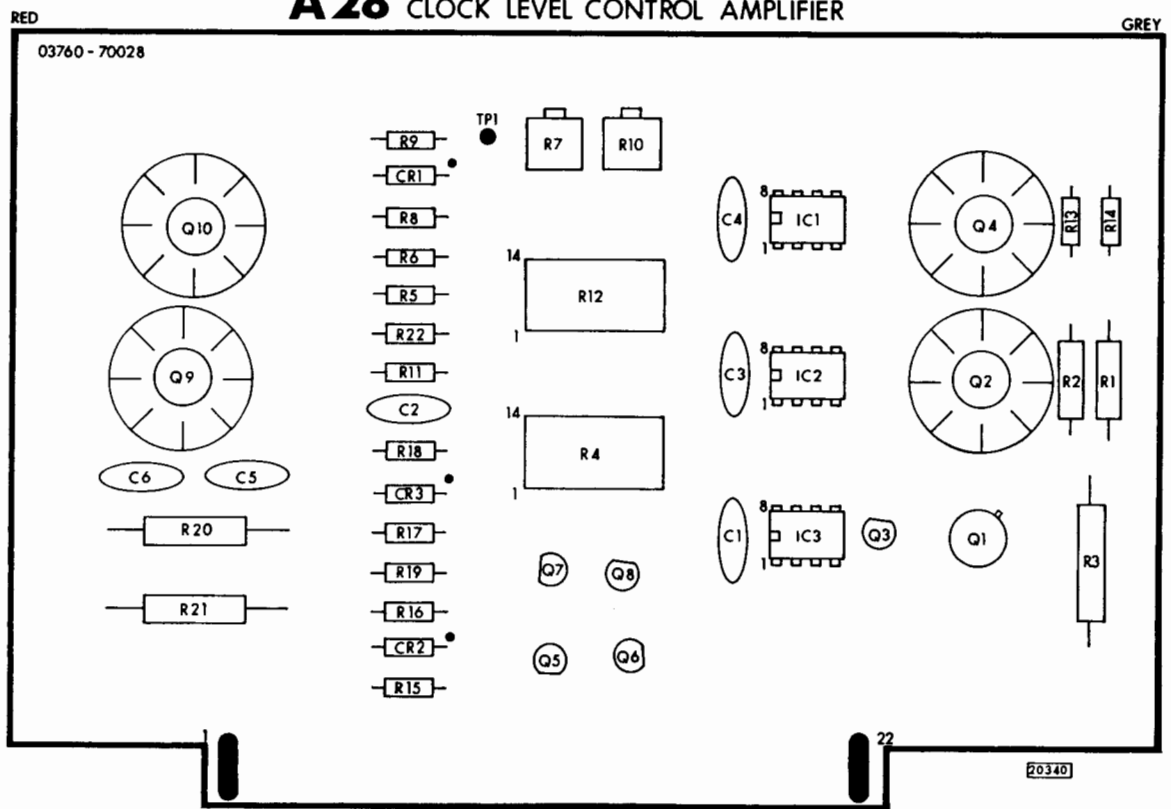 A28 CLOCK LEVEL CONTROL AMPLIFIER
RED
GREY
03760 - 70028
TP1
R9
R7
R10
CR1
8
C4
IC1
1
R8
Q10
Q4
R13
R14
R6
14
R12
1
R5
R22
8
C3
IC2
1
R11
Q9
Q2
R2
R1
C2
14
R4
1
R18
C6
C5
CR3
8
C1
IC3
1
Q3
Q1
R20
R17
R3
R19
Q7
Q8
R21
R16
CR2
Q5
Q6
R15
1
22
20340